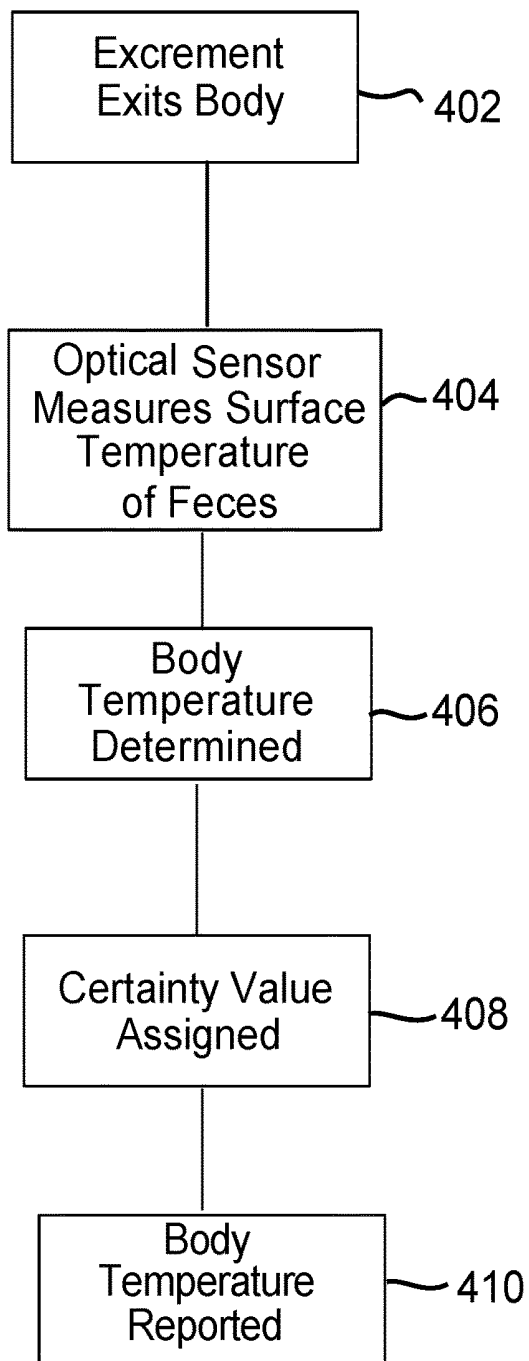 Excrement
Exits Body
402
Optical Sensor
Measures Surface
Temperature
of Feces
404
Body
Temperature
Determined
406
Certainty Value
Assigned
408
Body
Temperature
Reported
410